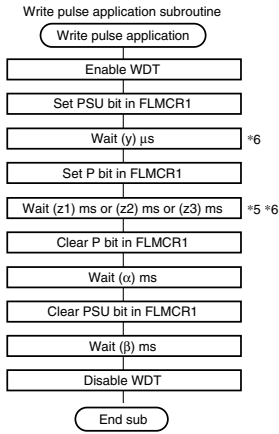 Write pulse application subroutine
Write pulse application
Enable WDT
Set PSU bit in FLMCR1
Wait (y) μs *6
Set P bit in FLMCR1
Wait (z1) ms or (z2) ms or (z3) ms *5 *6
Clear P bit in FLMCR1
Wait (α) ms
Clear PSU bit in FLMCR1
Wait (β) ms
Disable WDT
End sub